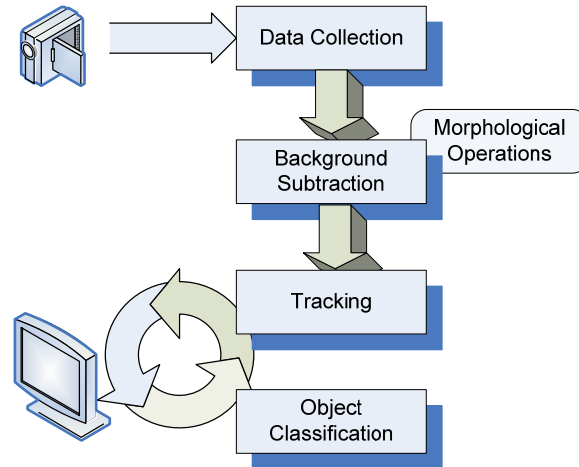 Data Collection
Morphological
Operations
Background
Subtraction
Tracking
Object
Classification